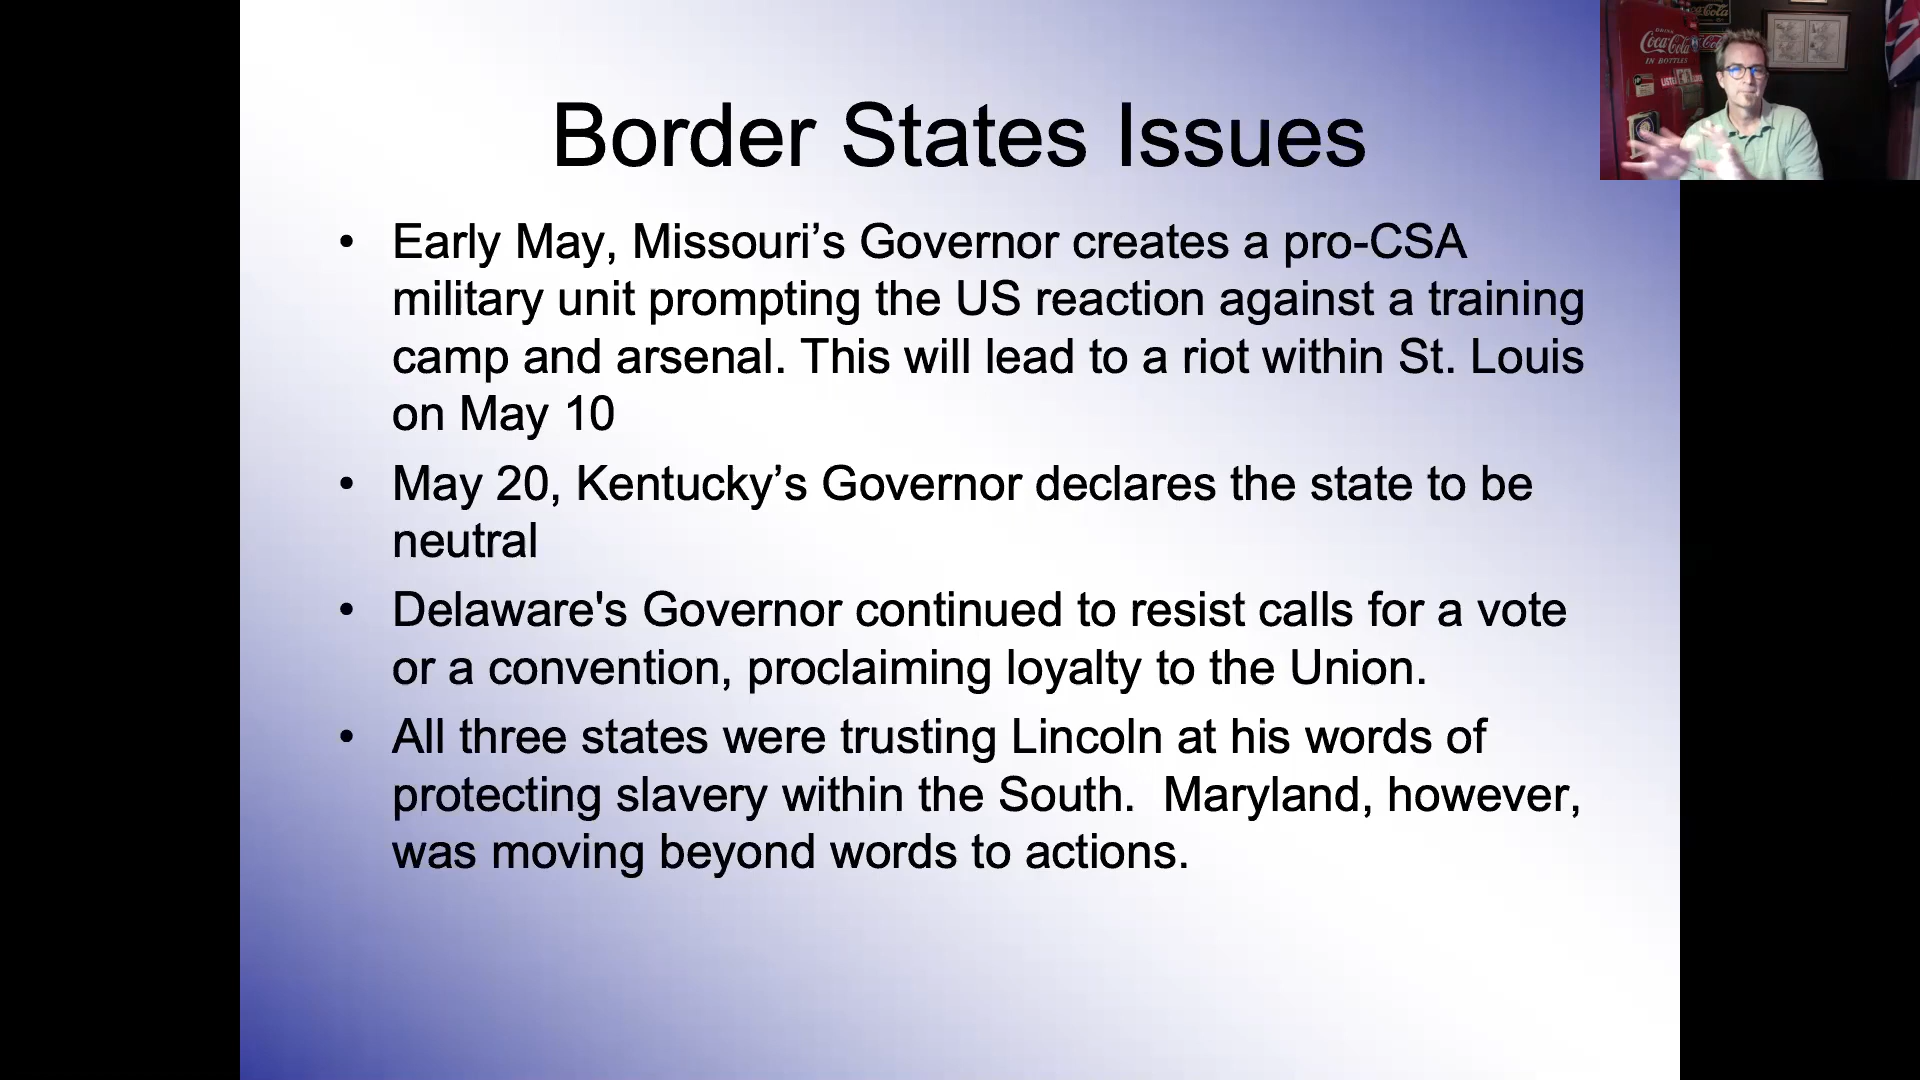 Border States Issues
• Early May, Missouri’s Governor creates a pro-CSA
military unit prompting the US reaction against a training
camp and arsenal. This will lead to a riot within St. Louis
on May 10
• May 20, Kentucky’s Governor declares the state to be
neutral
• Delaware's Governor continued to resist calls for a vote
or a convention, proclaiming loyalty to the Union.
• All three states were trusting Lincoln at his words of
protecting slavery within the South.  Maryland, however,
was moving beyond words to actions.
DRINK
Coca-Cola
IN BOTTLES